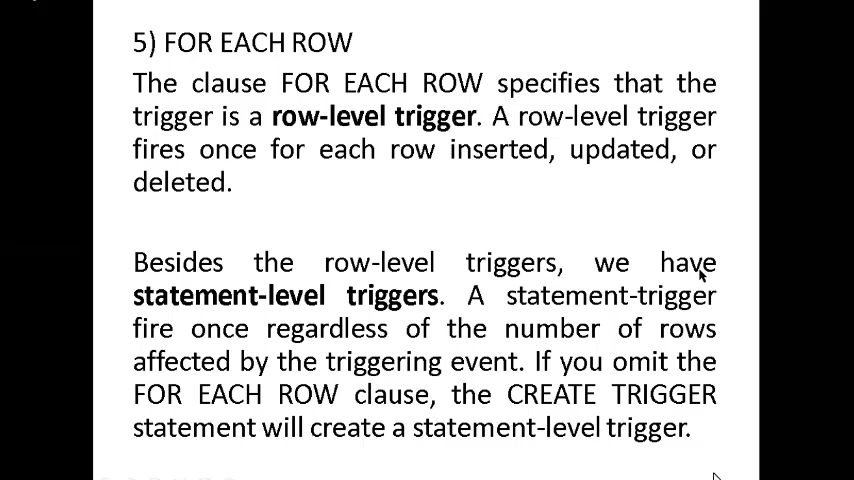 5) FOR EACH ROW
The clause FOR EACH ROW specifies that the
trigger is a row-level trigger. A row-level trigger
fires once for each row inserted, updated, or
deleted.
Besides the row-level triggers, we have
statement-level triggers. A statement-trigger
fire once regardless of the number of rows
affected by the triggering event. If you omit the
FOR EACH ROW clause, the CREATE TRIGGER
statement will create a statement-level trigger.